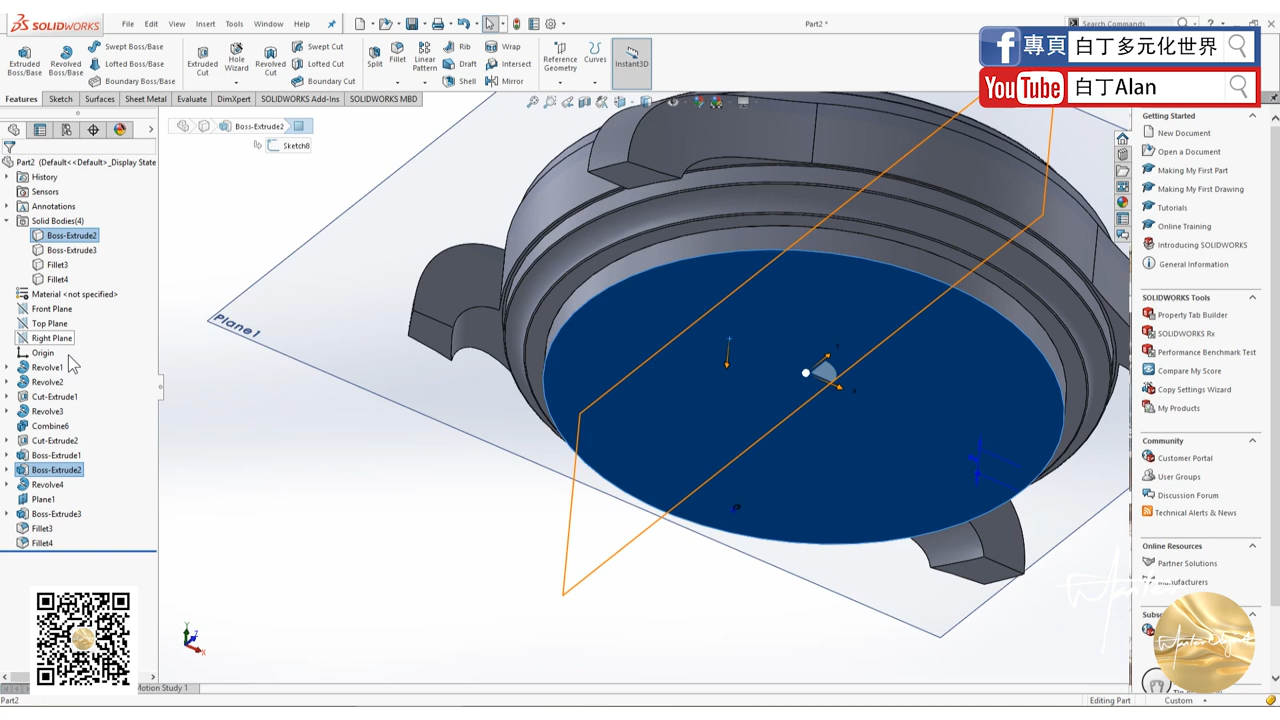 SOLIDWORKS
File Edit View Insert Tools Window Help
Part2 *
Search Commands
專頁 白丁多元化世界
YouTube 白丁Alan
Extruded Boss/Base
Revolved Boss/Base
Swept Boss/Base
Lofted Boss/Base
Boundary Boss/Base
Extruded Cut
Hole Wizard
Revolved Cut
Swept Cut
Lofted Cut
Boundary Cut
Split
Fillet
Linear Pattern
Rib
Draft
Shell
Wrap
Intersect
Mirror
Reference Geometry
Curves
Instant3D
Features Sketch Surfaces Sheet Metal Evaluate DimXpert SOLIDWORKS Add-Ins SOLIDWORKS MBD
Boss-Extrude2
Sketch8
Part2 (Default<<Default>_Display State
History
Sensors
Annotations
Solid Bodies(4)
Boss-Extrude2
Boss-Extrude3
Fillet3
Fillet4
Material <not specified>
Front Plane
Top Plane
Right Plane
Origin
Revolve1
Revolve2
Cut-Extrude1
Revolve3
Combine6
Cut-Extrude2
Boss-Extrude1
Boss-Extrude2
Revolve4
Plane1
Boss-Extrude3
Fillet3
Fillet4
Plane1
Getting Started
New Document
Open a Document
Making My First Part
Making My First Drawing
Tutorials
Online Training
Introducing SOLIDWORKS
General Information
SOLIDWORKS Tools
Property Tab Builder
SOLIDWORKS Rx
Performance Benchmark Test
Compare My Score
Copy Settings Wizard
My Products
Community
Customer Portal
User Groups
Discussion Forum
Technical Alerts & News
Online Resources
Partner Solutions
Manufacturers
Motion Study 1
Part2
Editing Part
Custom